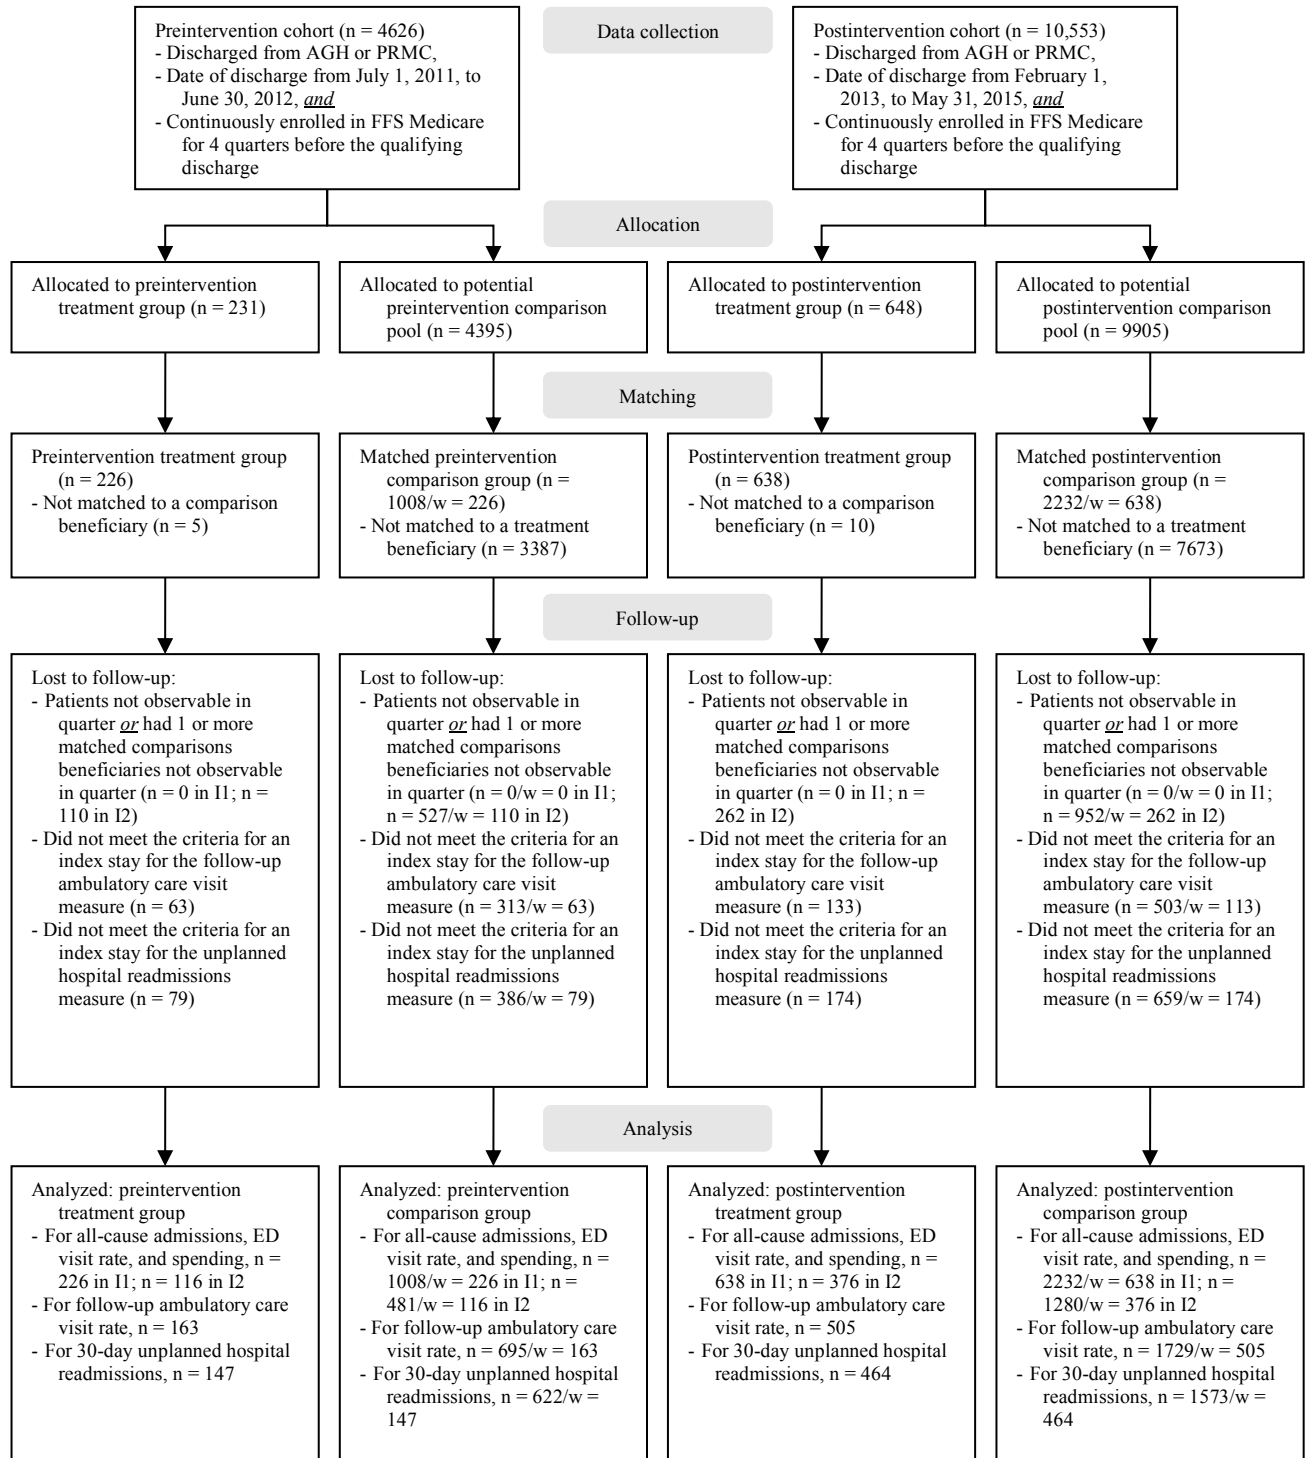 Preintervention cohort (n = 4626)
- Discharged from AGH or PRMC,
- Date of discharge from July 1, 2011, to
June 30, 2012, and
- Continuously enrolled in FFS Medicare
for 4 quarters before the qualifying
discharge
Data collection
Postintervention cohort (n = 10,553)
- Discharged from AGH or PRMC,
- Date of discharge from February 1,
2013, to May 31, 2015, and
- Continuously enrolled in FFS Medicare
for 4 quarters before the qualifying
discharge
Allocation
Allocated to preintervention
treatment group (n = 231)
Allocated to potential
preintervention comparison
pool (n = 4395)
Allocated to postintervention
treatment group (n = 648)
Allocated to potential
postintervention comparison
pool (n = 9905)
Matching
Preintervention treatment group
(n = 226)
- Not matched to a comparison
beneficiary (n = 5)
Matched preintervention
comparison group (n =
1008/w = 226)
- Not matched to a treatment
beneficiary (n = 3387)
Postintervention treatment group
(n = 638)
- Not matched to a comparison
beneficiary (n = 10)
Matched postintervention
comparison group (n =
2232/w = 638)
- Not matched to a treatment
beneficiary (n = 7673)
Follow-up
Lost to follow-up:
- Patients not observable in
quarter or had 1 or more
matched comparisons
beneficiaries not observable
in quarter (n = 0 in I1; n =
110 in I2)
- Did not meet the criteria for an
index stay for the follow-up
ambulatory care visit
measure (n = 63)
- Did not meet the criteria for an
index stay for the unplanned
hospital readmissions
measure (n = 79)
Lost to follow-up:
- Patients not observable in
quarter or had 1 or more
matched comparisons
beneficiaries not observable
in quarter (n = 0/w = 0 in I1;
n = 527/w = 110 in I2)
- Did not meet the criteria for an
index stay for the follow-up
ambulatory care visit
measure (n = 313/w = 63)
- Did not meet the criteria for an
index stay for the unplanned
hospital readmissions
measure (n = 386/w = 79)
Lost to follow-up:
- Patients not observable in
quarter or had 1 or more
matched comparisons
beneficiaries not observable
in quarter (n = 0 in I1; n =
262 in I2)
- Did not meet the criteria for an
index stay for the follow-up
ambulatory care visit
measure (n = 133)
- Did not meet the criteria for an
index stay for the unplanned
hospital readmissions
measure (n = 174)
Lost to follow-up:
- Patients not observable in
quarter or had 1 or more
matched comparisons
beneficiaries not observable
in quarter (n = 0/w = 0 in I1;
n = 952/w = 262 in I2)
- Did not meet the criteria for an
index stay for the follow-up
ambulatory care visit
measure (n = 503/w = 113)
- Did not meet the criteria for an
index stay for the unplanned
hospital readmissions
measure (n = 659/w = 174)
Analysis
Analyzed: preintervention
treatment group
- For all-cause admissions, ED
visit rate, and spending, n =
226 in I1; n = 116 in I2
- For follow-up ambulatory care
visit rate, n = 163
- For 30-day unplanned hospital
readmissions, n = 147
Analyzed: preintervention
comparison group
- For all-cause admissions, ED
visit rate, and spending, n =
1008/w = 226 in I1; n =
481/w = 116 in I2
- For follow-up ambulatory care
visit rate, n = 695/w = 163
- For 30-day unplanned hospital
readmissions, n = 622/w =
147
Analyzed: postintervention
treatment group
- For all-cause admissions, ED
visit rate, and spending, n =
638 in I1; n = 376 in I2
- For follow-up ambulatory care
visit rate, n = 505
- For 30-day unplanned hospital
readmissions, n = 464
Analyzed: postintervention
comparison group
- For all-cause admissions, ED
visit rate, and spending, n =
2232/w = 638 in I1; n =
1280/w = 376 in I2
- For follow-up ambulatory care
visit rate, n = 1729/w = 505
- For 30-day unplanned hospital
readmissions, n = 1573/w =
464